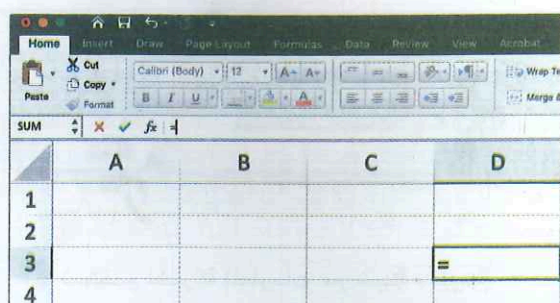 Home Insert Draw Page Layout Formulas Data Review View Acrobat
Cut
Calibri (Body) 12 A A Wrap Te
Copy
Paste Format B I U A Merge &
SUM fx =
A B C D
1
2
3 =
4